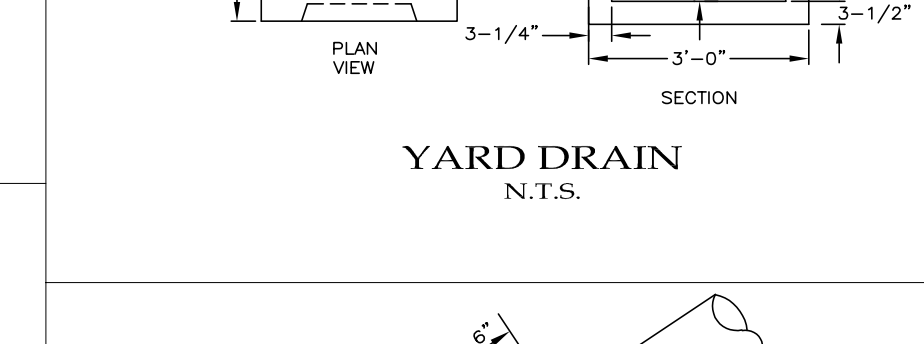 3-1/2"
3-1/4"
3'-0"
PLAN
VIEW
SECTION
YARD DRAIN
N.T.S.
6"